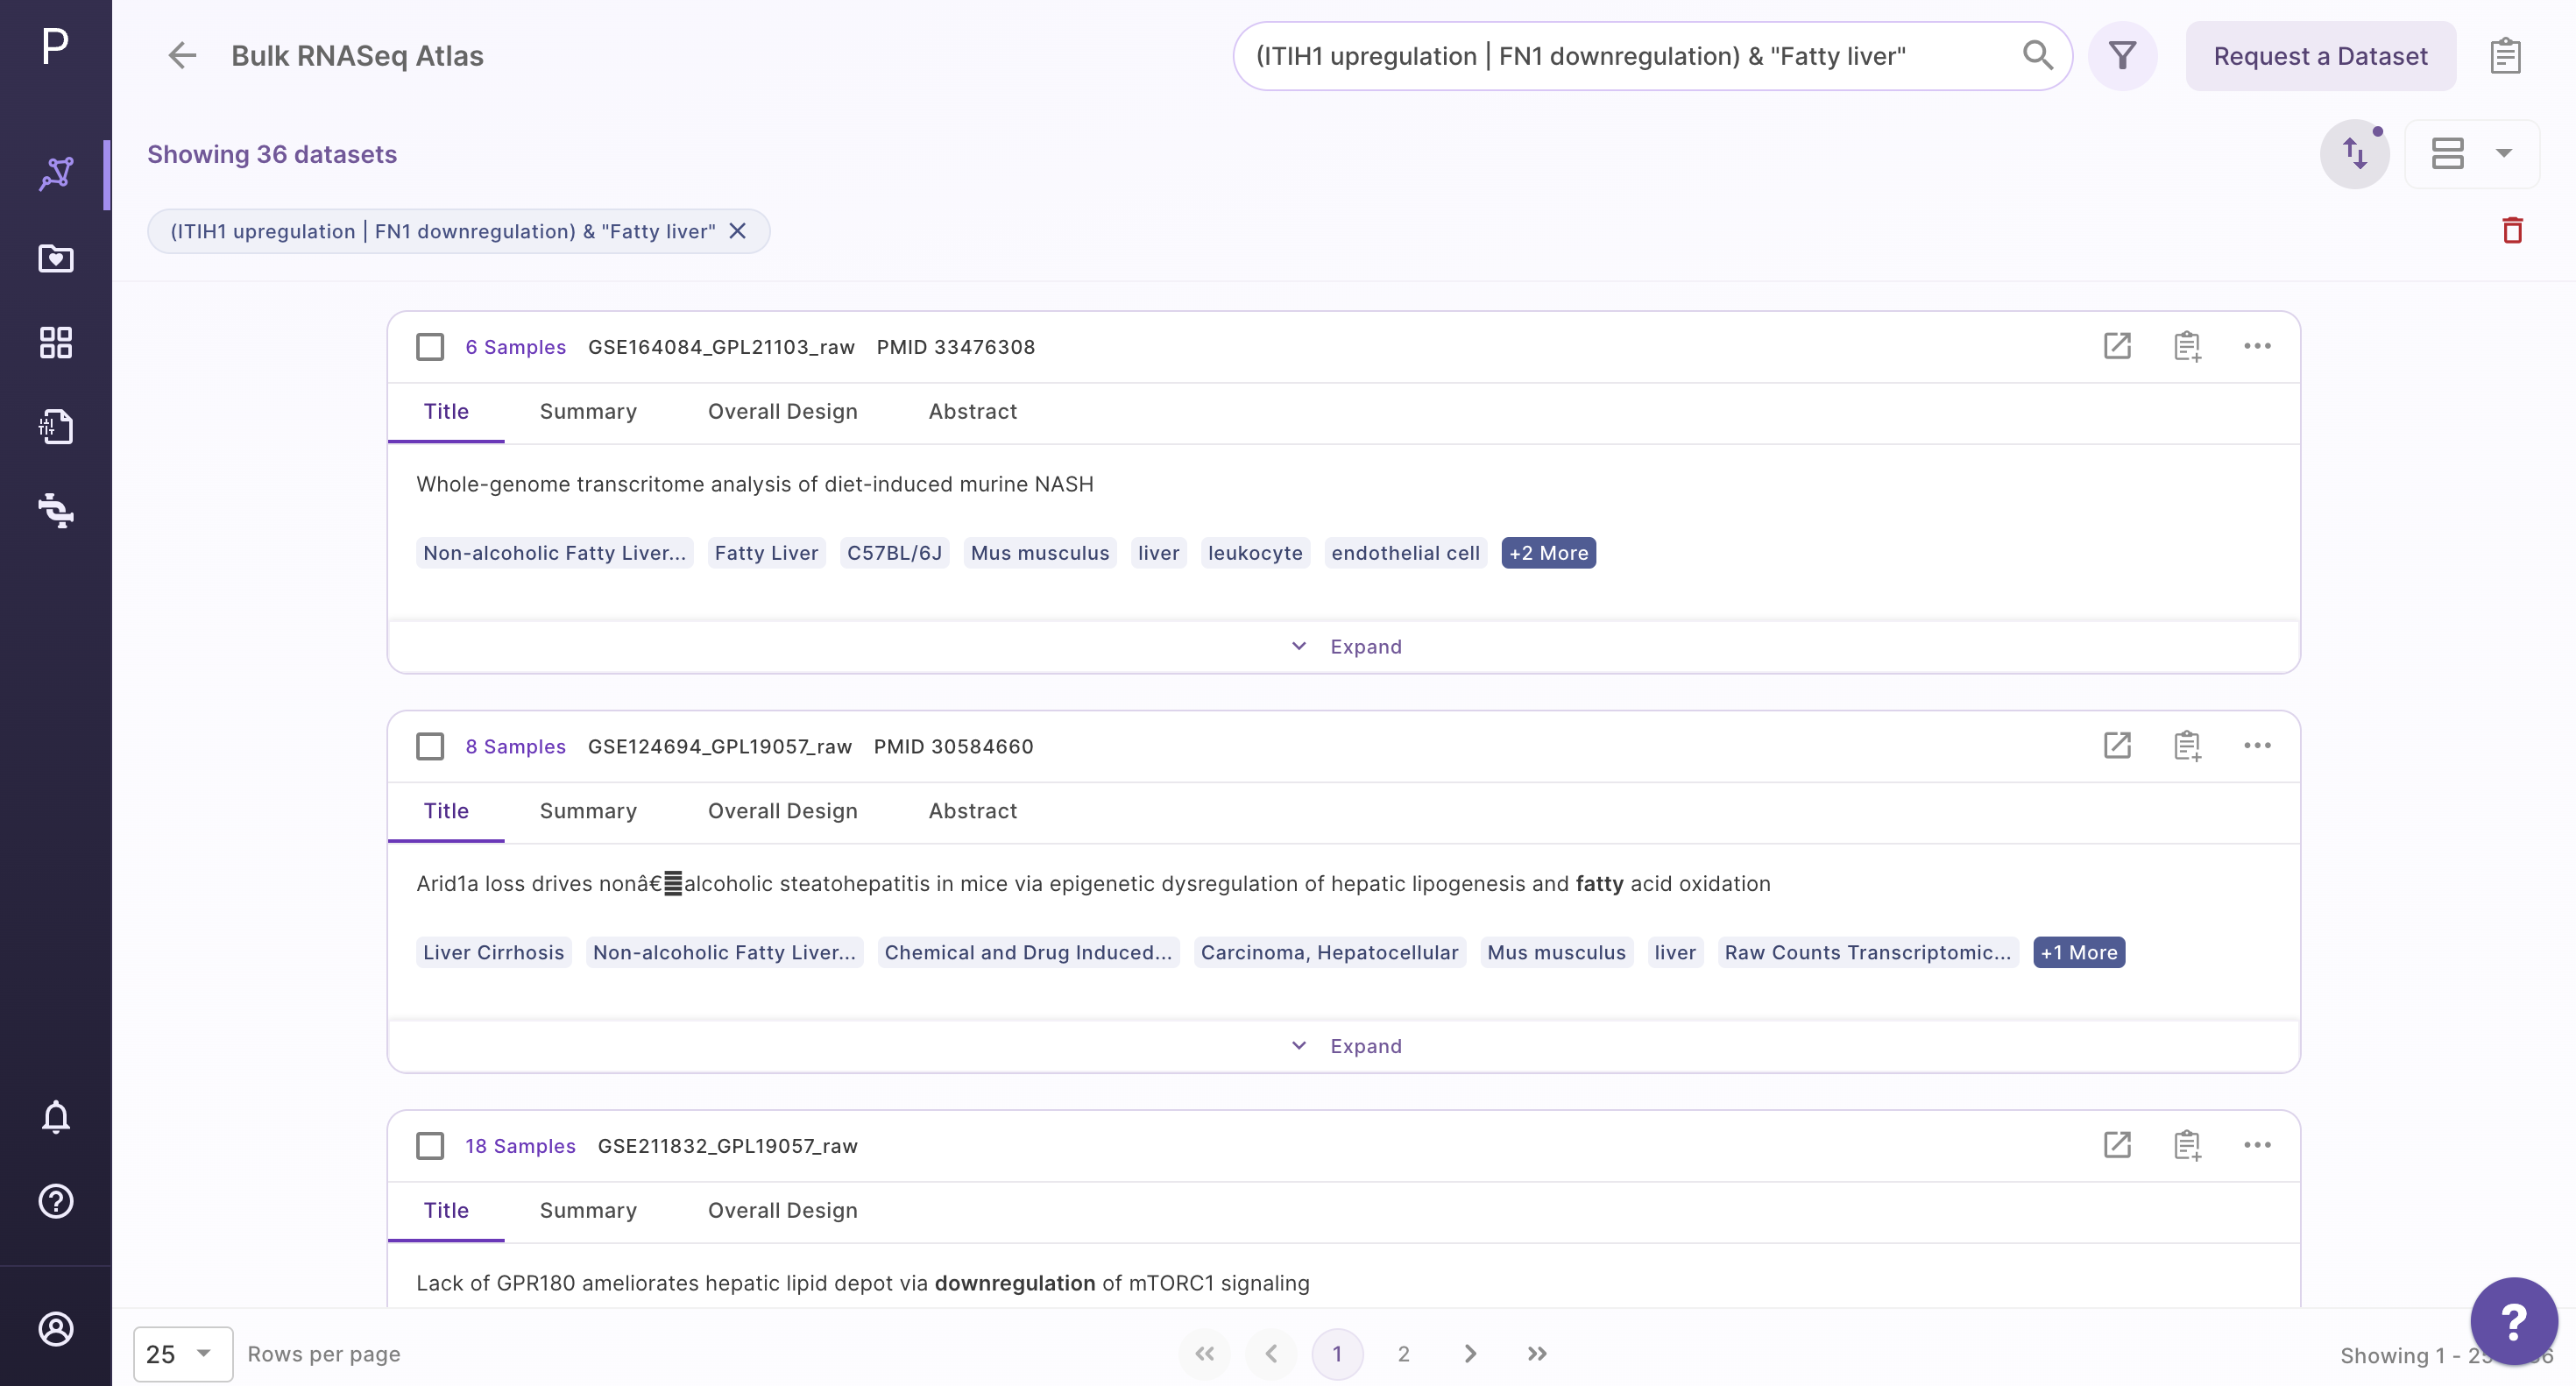 P
Bulk RNASeq Atlas
(ITIH1 upregulation | FN1 downregulation) & "Fatty liver"
Request a Dataset
Showing 36 datasets
(ITIH1 upregulation | FN1 downregulation) & "Fatty liver"
6 Samples GSE164084_GPL21103_raw PMID 33476308
Title Summary Overall Design Abstract
Whole-genome transcritome analysis of diet-induced murine NASH
Non-alcoholic Fatty Liver... Fatty Liver C57BL/6J Mus musculus liver leukocyte endothelial cell +2 More
Expand
8 Samples GSE124694_GPL19057_raw PMID 30584660
Title Summary Overall Design Abstract
Arid1a loss drives nonâ€alcoholic steatohepatitis in mice via epigenetic dysregulation of hepatic lipogenesis and fatty acid oxidation
Liver Cirrhosis Non-alcoholic Fatty Liver... Chemical and Drug Induced... Carcinoma, Hepatocellular Mus musculus liver Raw Counts Transcriptomic... +1 More
Expand
18 Samples GSE211832_GPL19057_raw
Title Summary Overall Design
Lack of GPR180 ameliorates hepatic lipid depot via downregulation of mTORC1 signaling
25 Rows per page
1 2
Showing 1 -
?